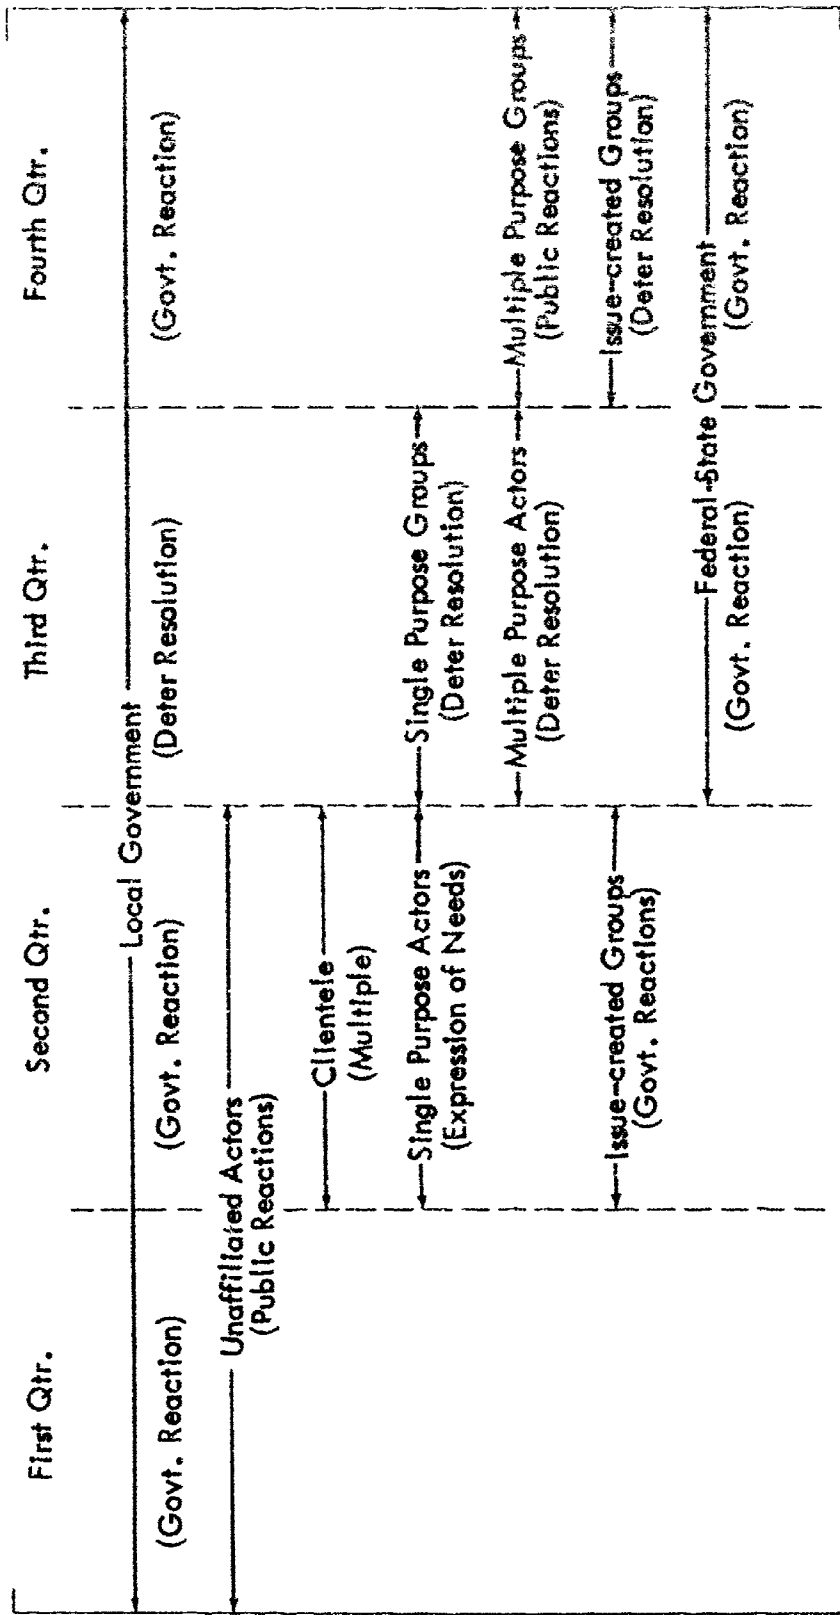 First Qtr.
Second Qtr.
Third Qtr.
Fourth Qtr.
Local Government
(Govt. Reaction)
(Govt. Reaction)
(Deter Resolution)
(Govt. Reaction)
Unaffiliated Actors
(Public Reactions)
Clientele
(Multiple)
Single Purpose Actors
(Expression of Needs)
Single Purpose Groups
(Deter Resolution)
Multiple Purpose Actors
(Deter Resolution)
Multiple Purpose Groups
(Public Reactions)
Issue-created Groups
(Govt. Reactions)
Issue-created Groups
(Deter Resolution)
Federal-State Government
(Govt. Reaction)
(Govt. Reaction)